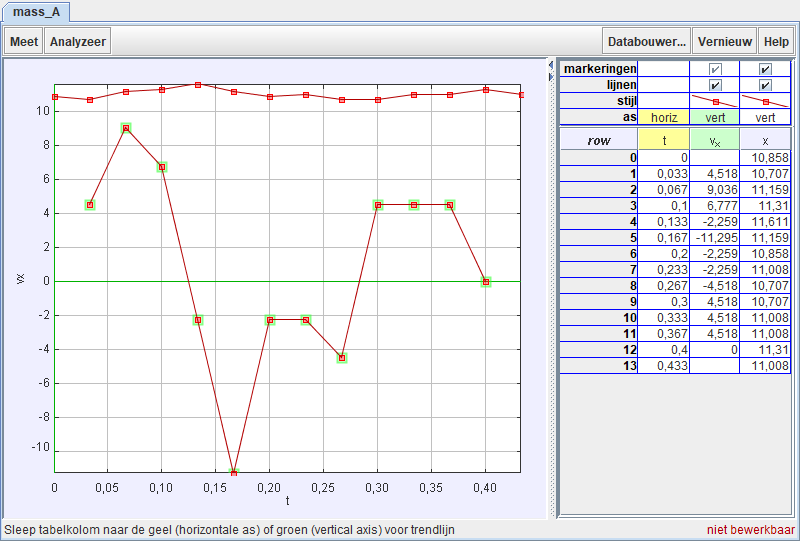 mass_A
Meet Analyzeer Databouwer... Vernieuw Help
markeringen
lijnen
stijl
as horiz vert vert
row t vx x
0 0 10,858
1 0,033 4,518 10,707
2 0,067 9,036 11,159
3 0,1 6,777 11,31
4 0,133 -2,259 11,611
5 0,167 -11,295 11,159
6 0,2 -2,259 10,858
7 0,233 -2,259 11,008
8 0,267 -4,518 10,707
9 0,3 4,518 10,707
10 0,333 4,518 11,008
11 0,367 4,518 11,008
12 0,4 0 11,31
13 0,433 11,008
10
8
6
4
2
0
-2
-4
-6
-8
-10
vx
0 0,05 0,10 0,15 0,20 0,25 0,30 0,35 0,40
t
Sleep tabelkolom naar de geel (horizontale as) of groen (vertical axis) voor trendlijn niet bewerkbaar